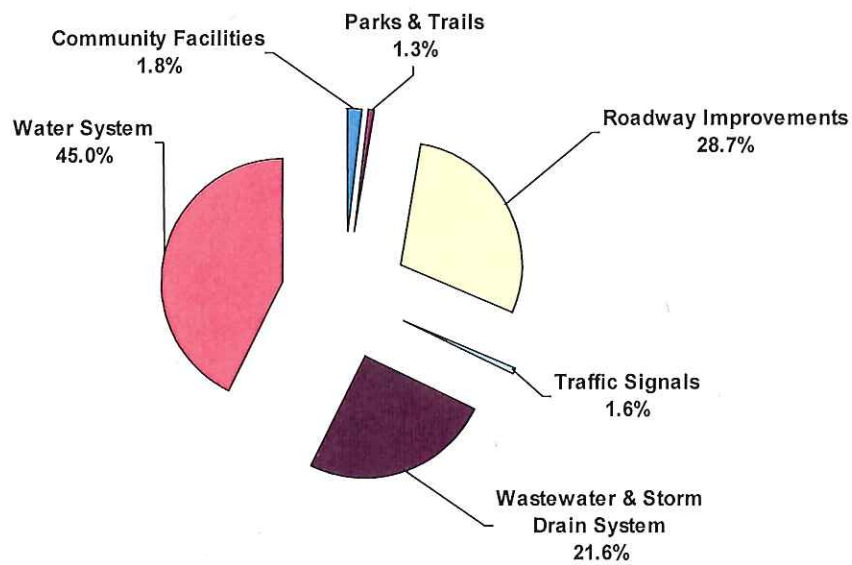 Parks & Trails
1.3%
Community Facilities
1.8%
Roadway Improvements
28.7%
Water System
45.0%
Traffic Signals
1.6%
Wastewater & Storm
Drain System
21.6%